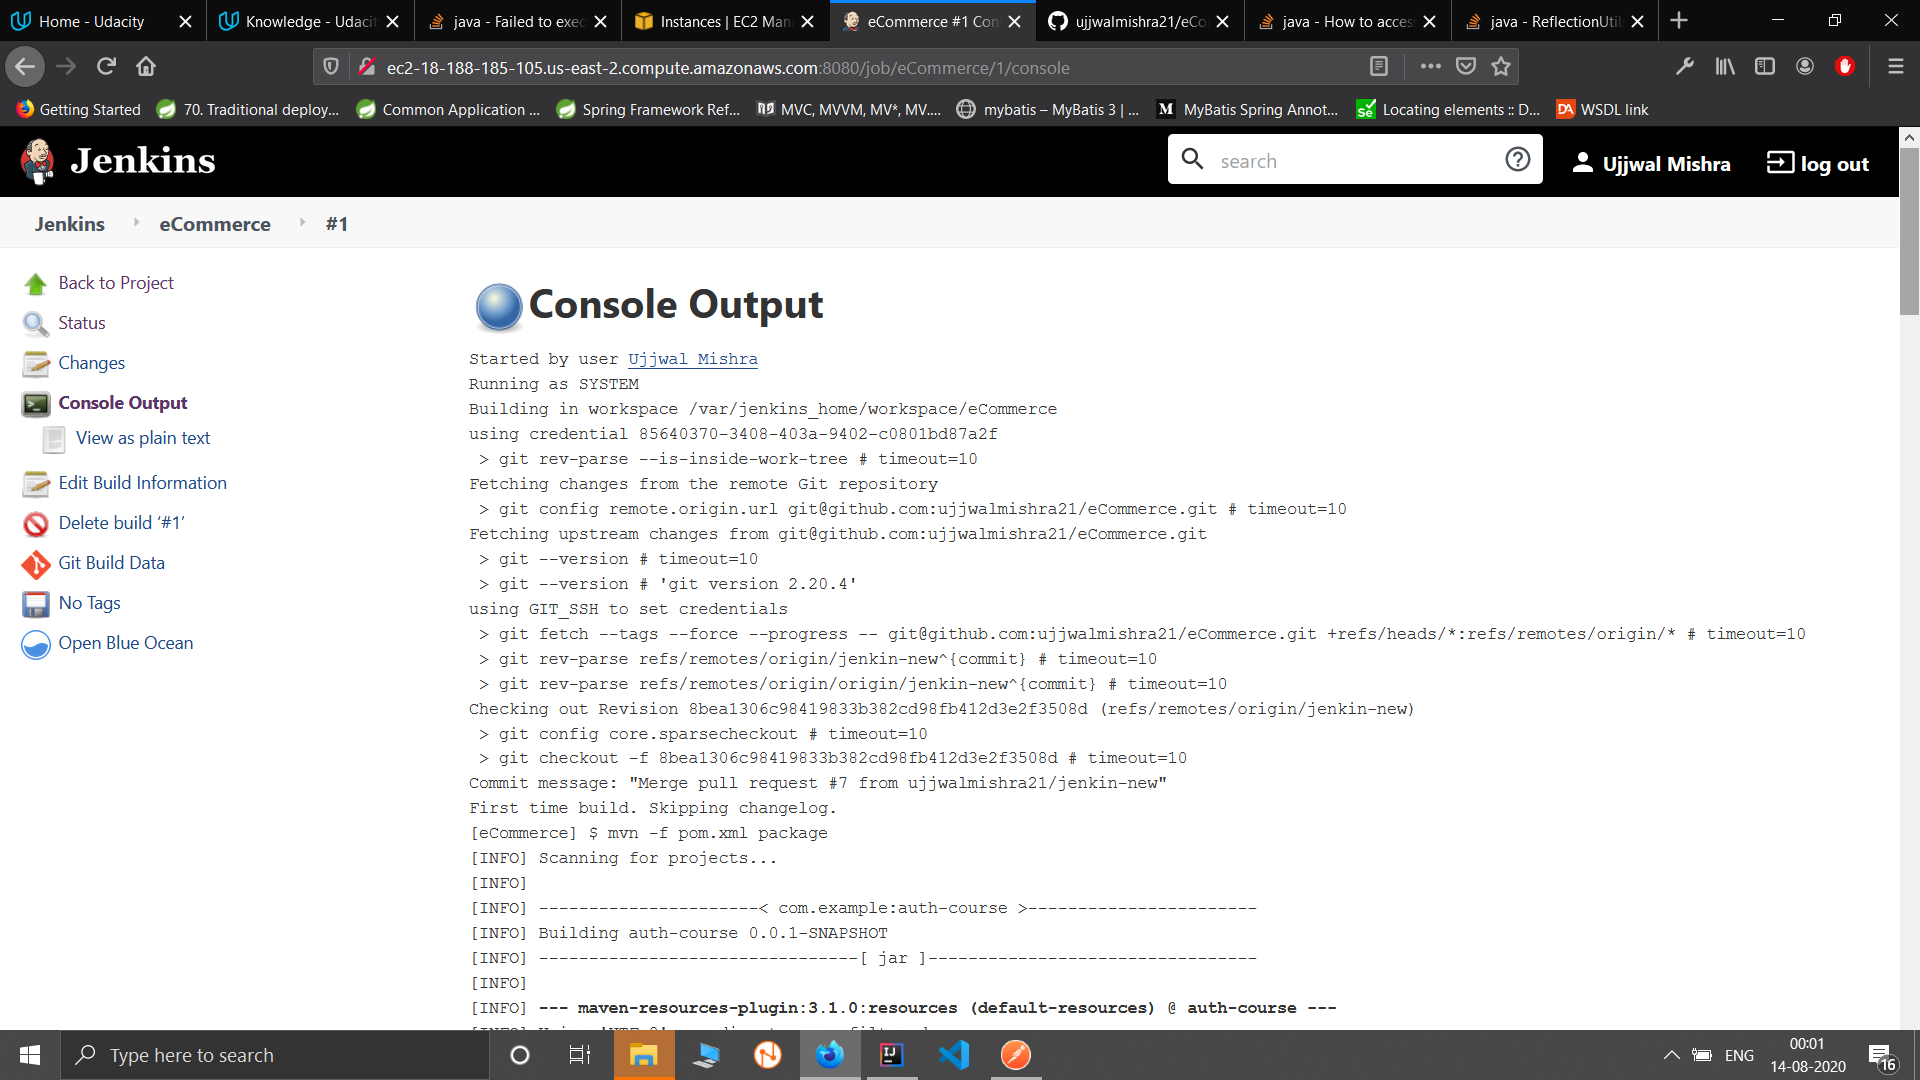 Home - Udacity
Knowledge - Udacit
java - Failed to exec
Instances | EC2 Man
eCommerce #1 Con
ujjwalmishra21/eCo
java - How to access
java - ReflectionUtil
ec2-18-188-185-105.us-east-2.compute.amazonaws.com:8080/job/eCommerce/1/console
Getting Started
70. Traditional deploy...
Common Application ...
Spring Framework Ref...
MVC, MVVM, MV*, MV....
mybatis – MyBatis 3 | ...
M MyBatis Spring Annot...
Se Locating elements :: D...
DA WSDL link
Jenkins
search
Ujjwal Mishra
log out
Jenkins
eCommerce
#1
Back to Project
Status
Changes
Console Output
View as plain text
Edit Build Information
Delete build ‘#1’
Git Build Data
No Tags
Open Blue Ocean
Console Output
Started by user Ujjwal Mishra
Running as SYSTEM
Building in workspace /var/jenkins_home/workspace/eCommerce
using credential 85640370-3408-403a-9402-c0801bd87a2f
> git rev-parse --is-inside-work-tree # timeout=10
Fetching changes from the remote Git repository
> git config remote.origin.url git@github.com:ujjwalmishra21/eCommerce.git # timeout=10
Fetching upstream changes from git@github.com:ujjwalmishra21/eCommerce.git
> git --version # timeout=10
> git --version # 'git version 2.20.4'
using GIT_SSH to set credentials
> git fetch --tags --force --progress -- git@github.com:ujjwalmishra21/eCommerce.git +refs/heads/*:refs/remotes/origin/* # timeout=10
> git rev-parse refs/remotes/origin/jenkin-new^{commit} # timeout=10
> git rev-parse refs/remotes/origin/origin/jenkin-new^{commit} # timeout=10
Checking out Revision 8bea1306c98419833b382cd98fb412d3e2f3508d (refs/remotes/origin/jenkin-new)
> git config core.sparsecheckout # timeout=10
> git checkout -f 8bea1306c98419833b382cd98fb412d3e2f3508d # timeout=10
Commit message: "Merge pull request #7 from ujjwalmishra21/jenkin-new"
First time build. Skipping changelog.
[eCommerce] $ mvn -f pom.xml package
[INFO] Scanning for projects...
[INFO]
[INFO] ----------------------< com.example:auth-course >-----------------------
[INFO] Building auth-course 0.0.1-SNAPSHOT
[INFO] --------------------------------[ jar ]---------------------------------
[INFO]
[INFO] --- maven-resources-plugin:3.1.0:resources (default-resources) @ auth-course ---
Type here to search
ENG
00:01
14-08-2020
16